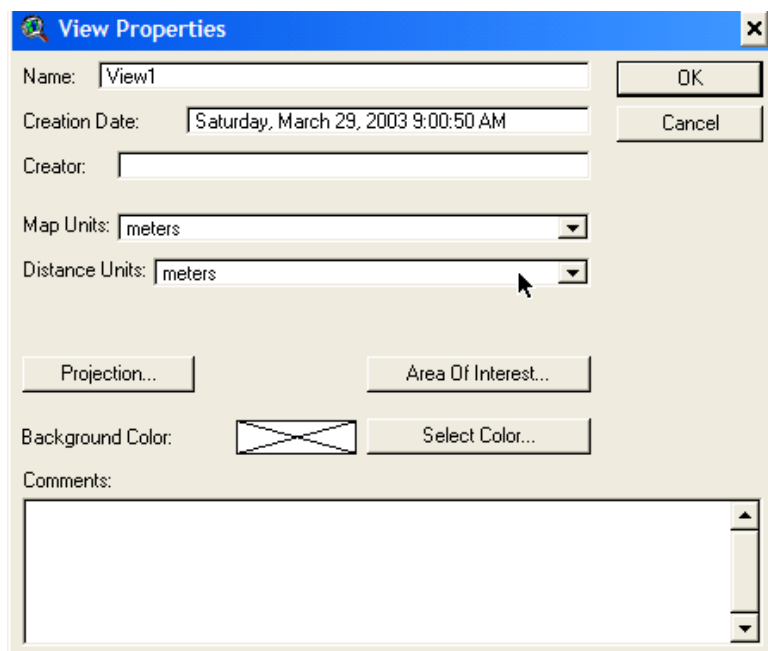 View Properties
Name: View1
OK
Creation Date: Saturday, March 29, 2003 9:00:50 AM
Cancel
Creator:
Map Units: meters
Distance Units: meters
Projection...
Area Of Interest...
Background Color:
Select Color...
Comments: